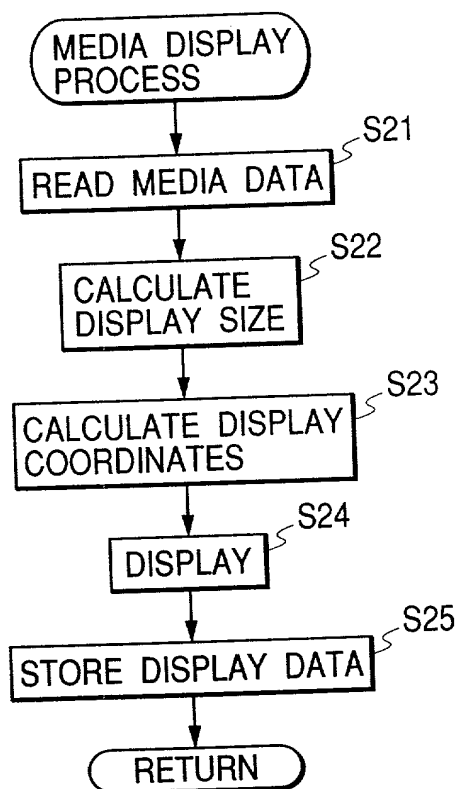 MEDIA DISPLAY
PROCESS
S21
READ MEDIA DATA
S22
CALCULATE
DISPLAY SIZE
S23
CALCULATE DISPLAY
COORDINATES
S24
DISPLAY
S25
STORE DISPLAY DATA
RETURN